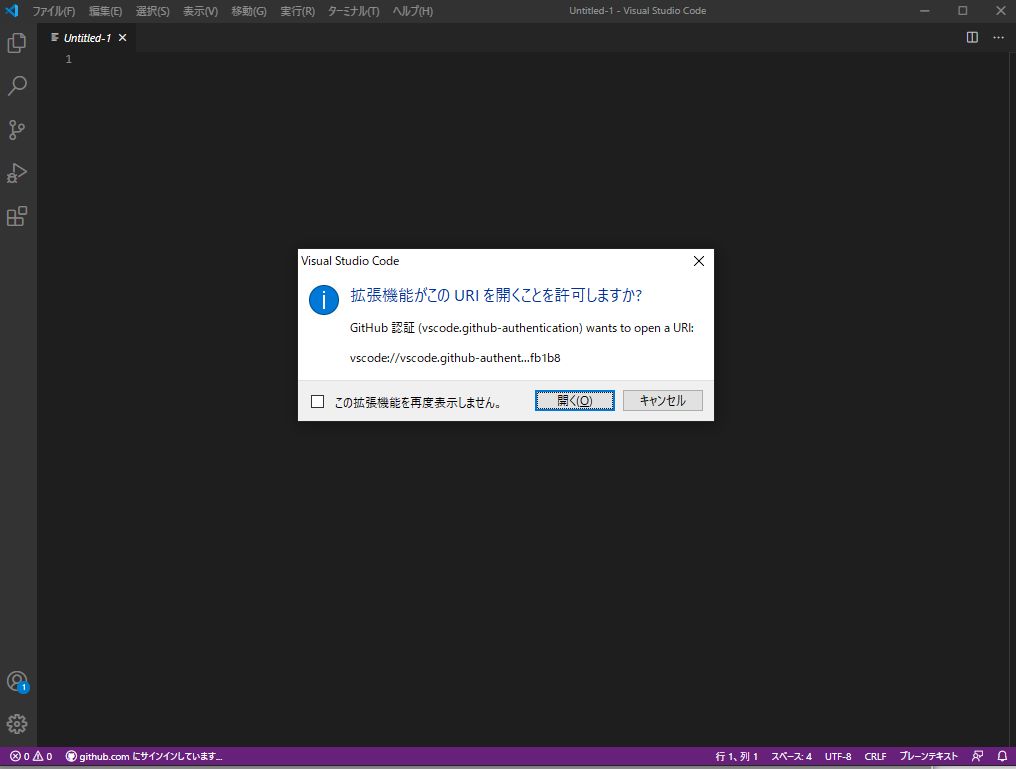 ファイル(F) 編集(E) 選択(S) 表示(V) 移動(G) 実行(R) ターミナル(T) ヘルプ(H) Untitled-1 - Visual Studio Code
Untitled-1
1
Visual Studio Code
拡張機能がこの URI を開くことを許可しますか?
GitHub 認証 (vscode.github-authentication) wants to open a URI:
vscode://vscode.github-authent...fb1b8
この拡張機能を再度表示しません。 開く(O) キャンセル
1
0 0 github.com にサインインしています... 行 1、列 1 スペース: 4 UTF-8 CRLF プレーンテキスト